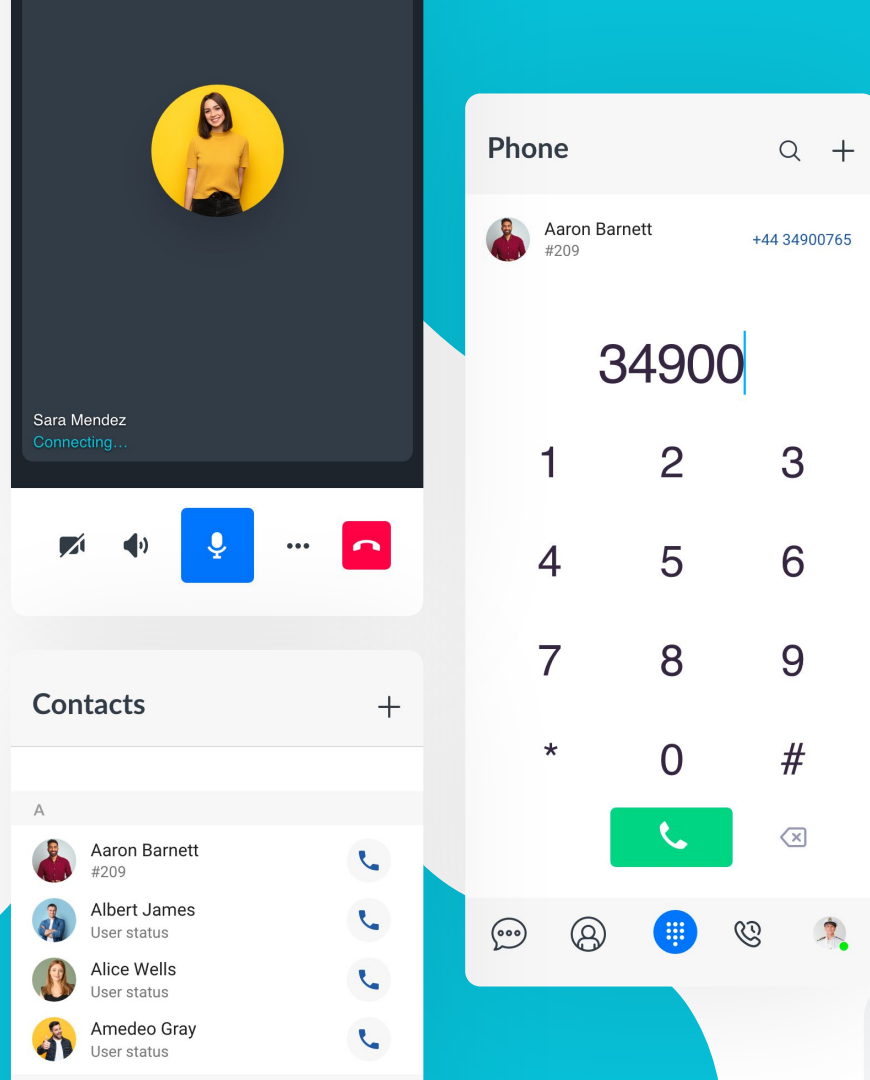 Sara Mendez
Connecting...
Contacts
A
Aaron Barnett
#209
Albert James
User status
Alice Wells
User status
Amedeo Gray
User status
Phone
Aaron Barnett
#209
+44 34900765
34900
1 2 3
4 5 6
7 8 9
* 0 #